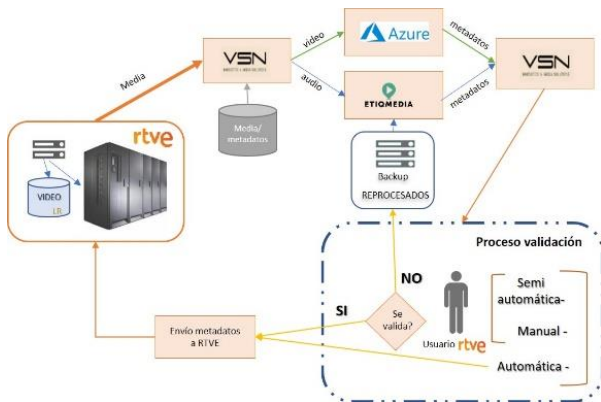 Media
VSN
video
audio
Azure
ETIQMEDIA
metadatos
metadatos
VSN
Media/
metadatos
rtve
VIDEO
LR
Backup
REPROCESADOS
Proceso validación
NO
SI
Se
valida?
Usuario rtve
Semi
automática-
Manual -
Automática -
Envío metadatos
a RTVE